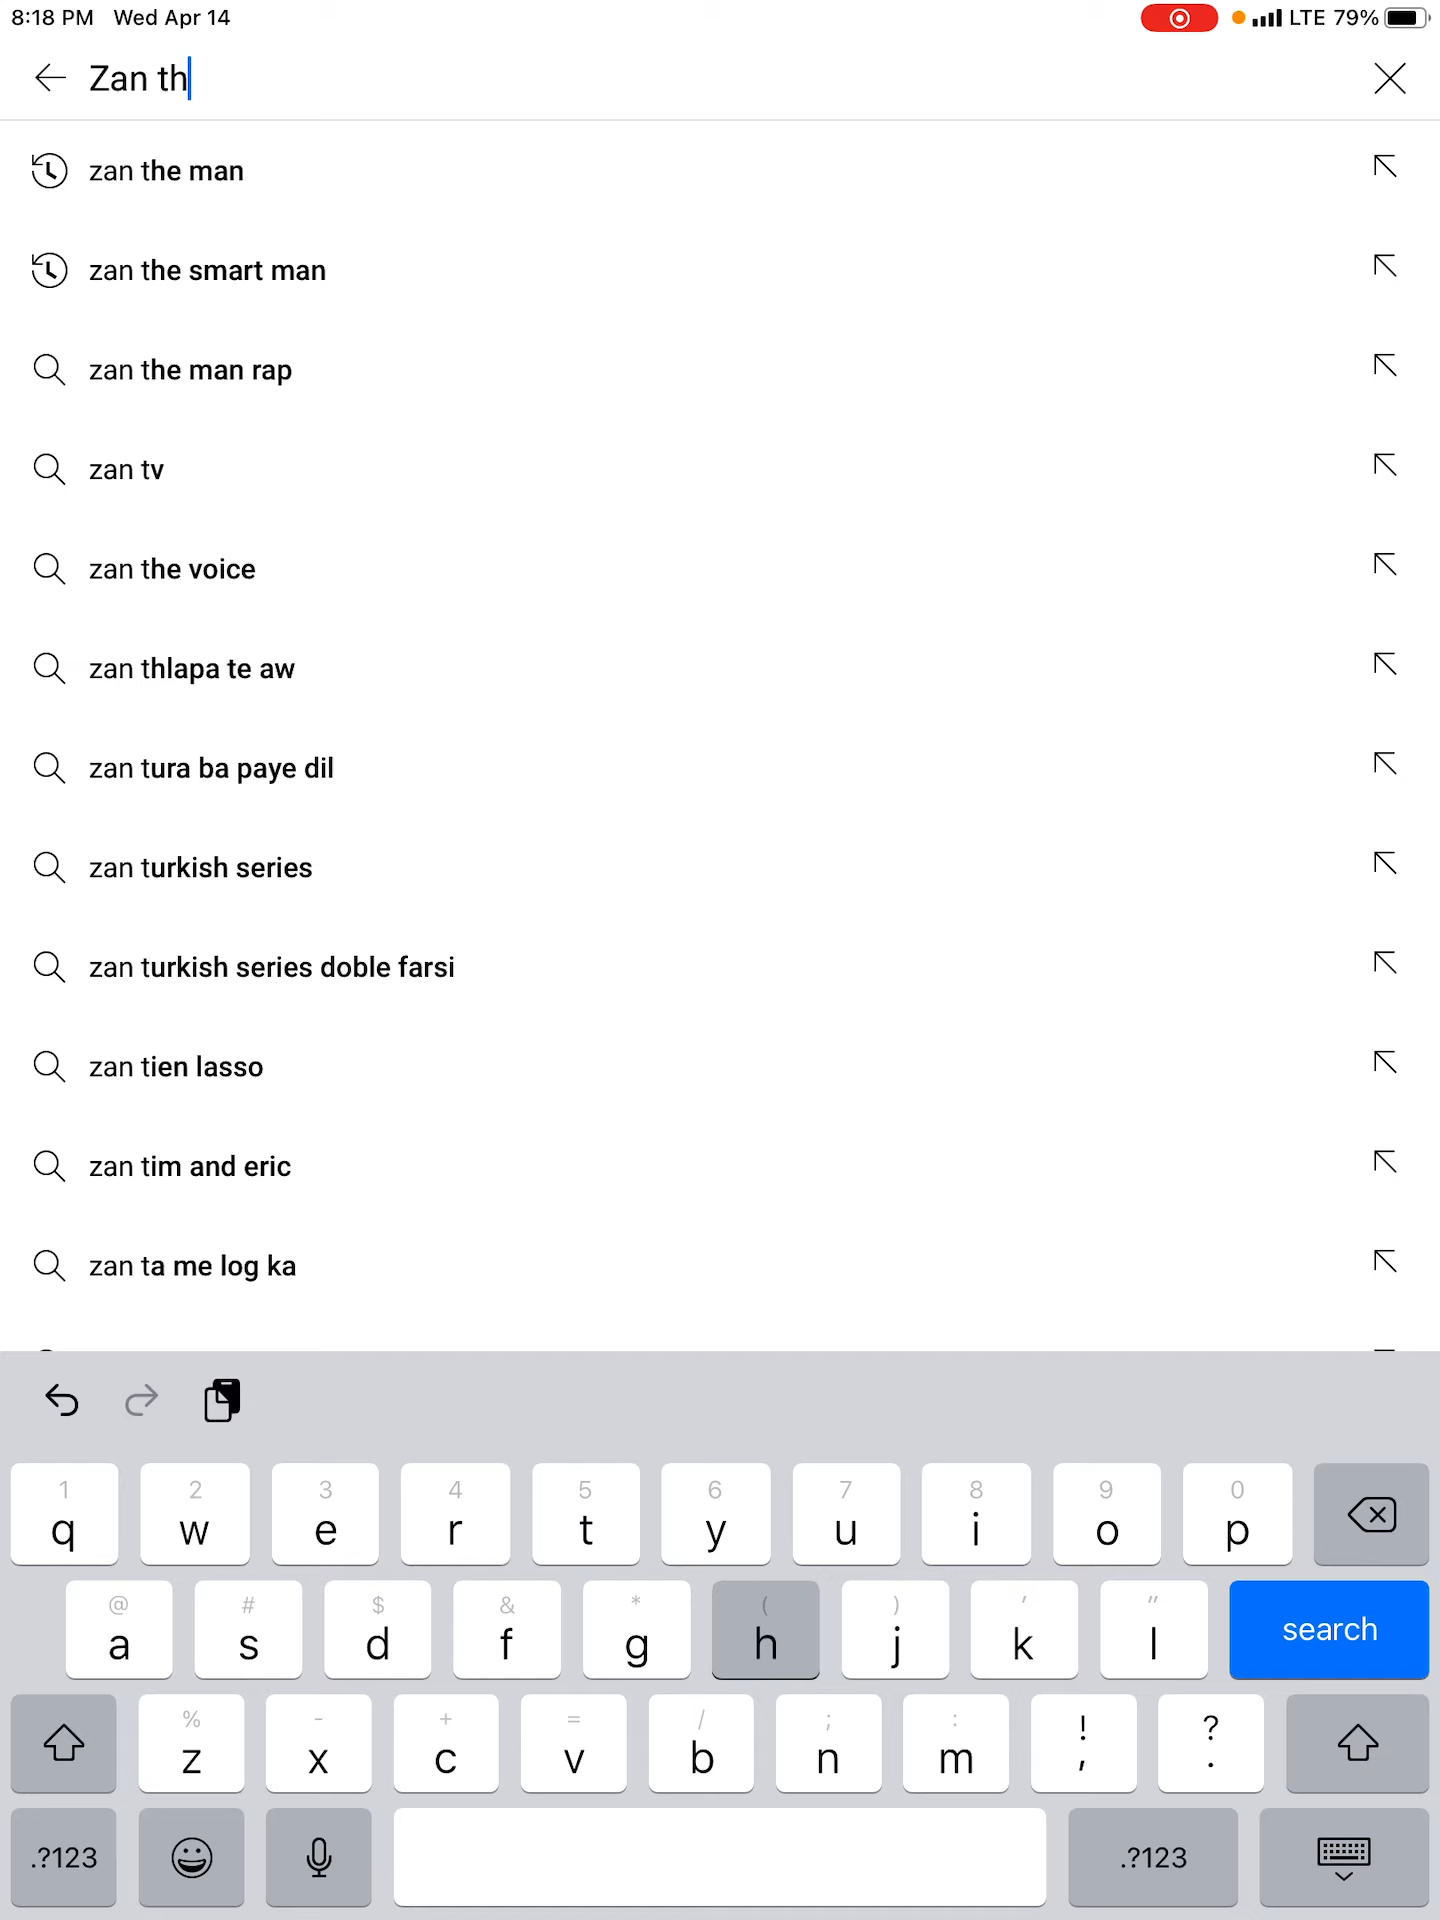 8:18 PM Wed Apr 14 LTE 79%
Zan th
zan the man
zan the smart man
zan the man rap
zan tv
zan the voice
zan thlapa te aw
zan tura ba paye dil
zan turkish series
zan turkish series doble farsi
zan tien lasso
zan tim and eric
zan ta me log ka
1 2 3 4 5 6 7 8 9 0
q w e r t y u i o p
@ # $ & * ( ) ' "
a s d f g h j k l search
% - + = / ; : ! ?
z x c v b n m , .
.?123 .?123